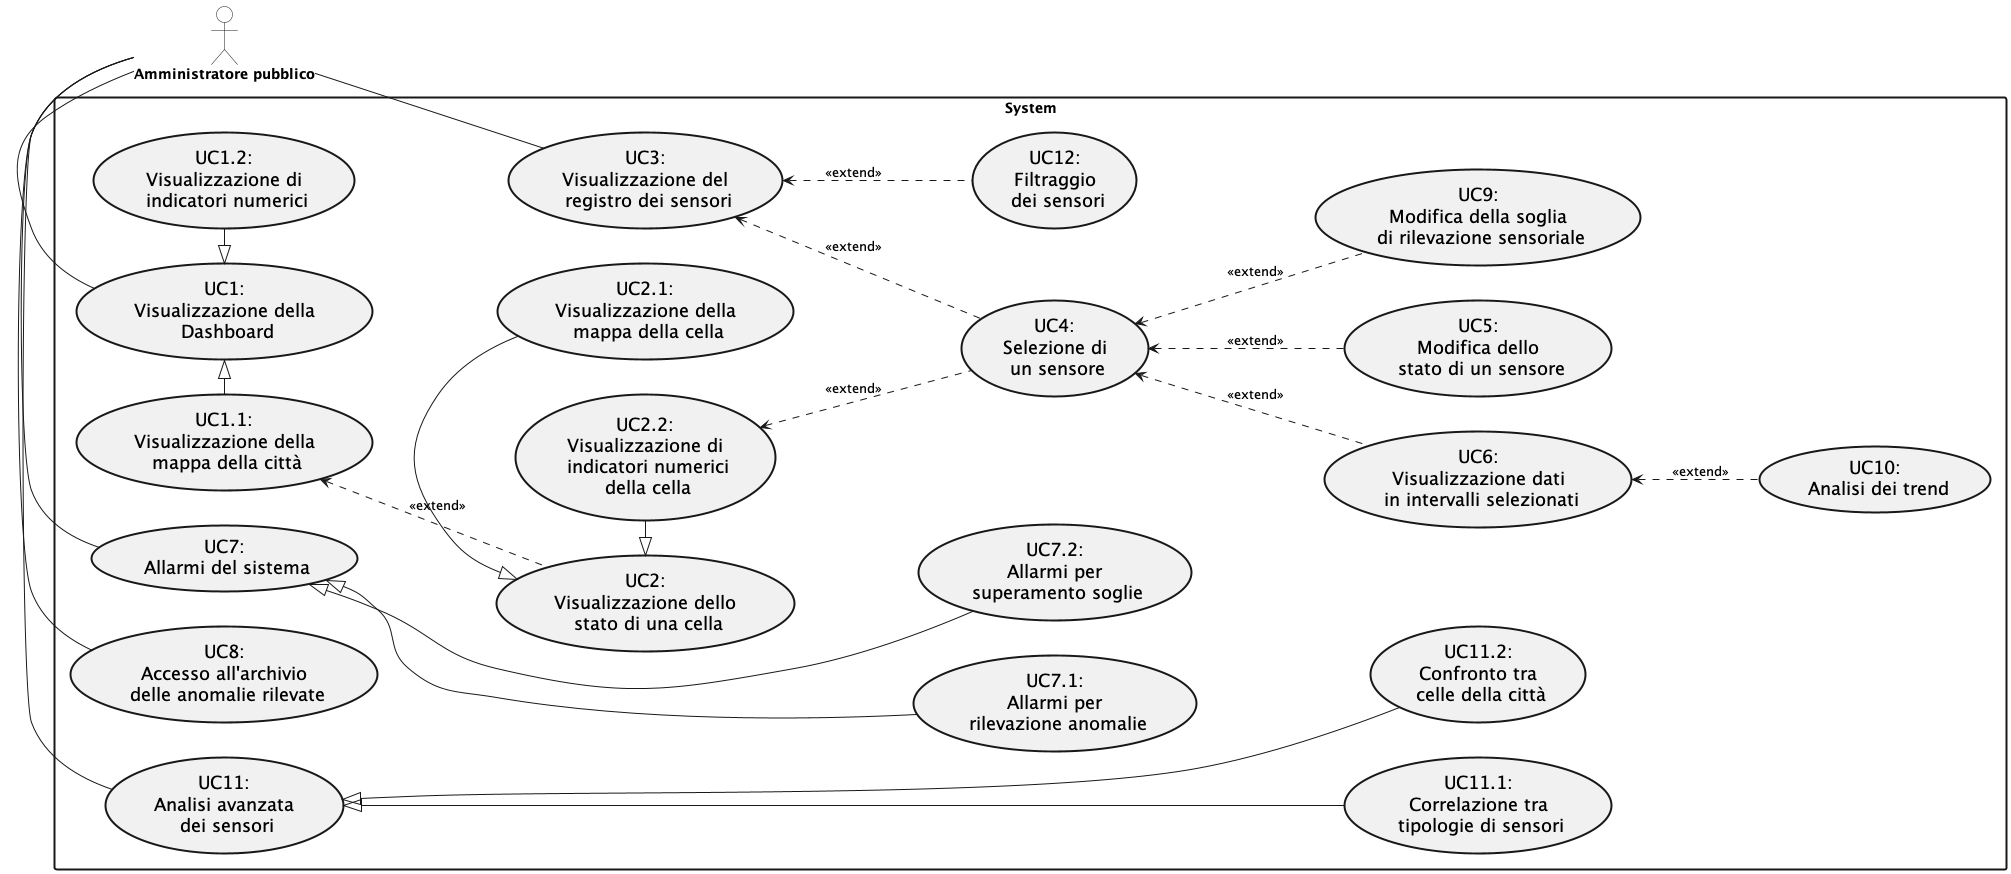 Amministratore pubblico
System
UC1.2:
Visualizzazione di
indicatori numerici
UC3:
Visualizzazione del
registro dei sensori
«extend»
UC12:
Filtraggio
dei sensori
UC9:
Modifica della soglia
di rilevazione sensoriale
«extend»
«extend»
UC1:
Visualizzazione della
Dashboard
UC2.1:
Visualizzazione della
mappa della cella
UC4:
Selezione di
un sensore
«extend»
UC5:
Modifica dello
stato di un sensore
«extend»
«extend»
UC1.1:
Visualizzazione della
mappa della città
UC2.2:
Visualizzazione di
indicatori numerici
della cella
UC6:
Visualizzazione dati
in intervalli selezionati
«extend»
UC10:
Analisi dei trend
«extend»
UC7:
Allarmi del sistema
UC2:
Visualizzazione dello
stato di una cella
UC7.2:
Allarmi per
superamento soglie
UC8:
Accesso all'archivio
delle anomalie rilevate
UC7.1:
Allarmi per
rilevazione anomalie
UC11.2:
Confronto tra
celle della città
UC11:
Analisi avanzata
dei sensori
UC11.1:
Correlazione tra
tipologie di sensori